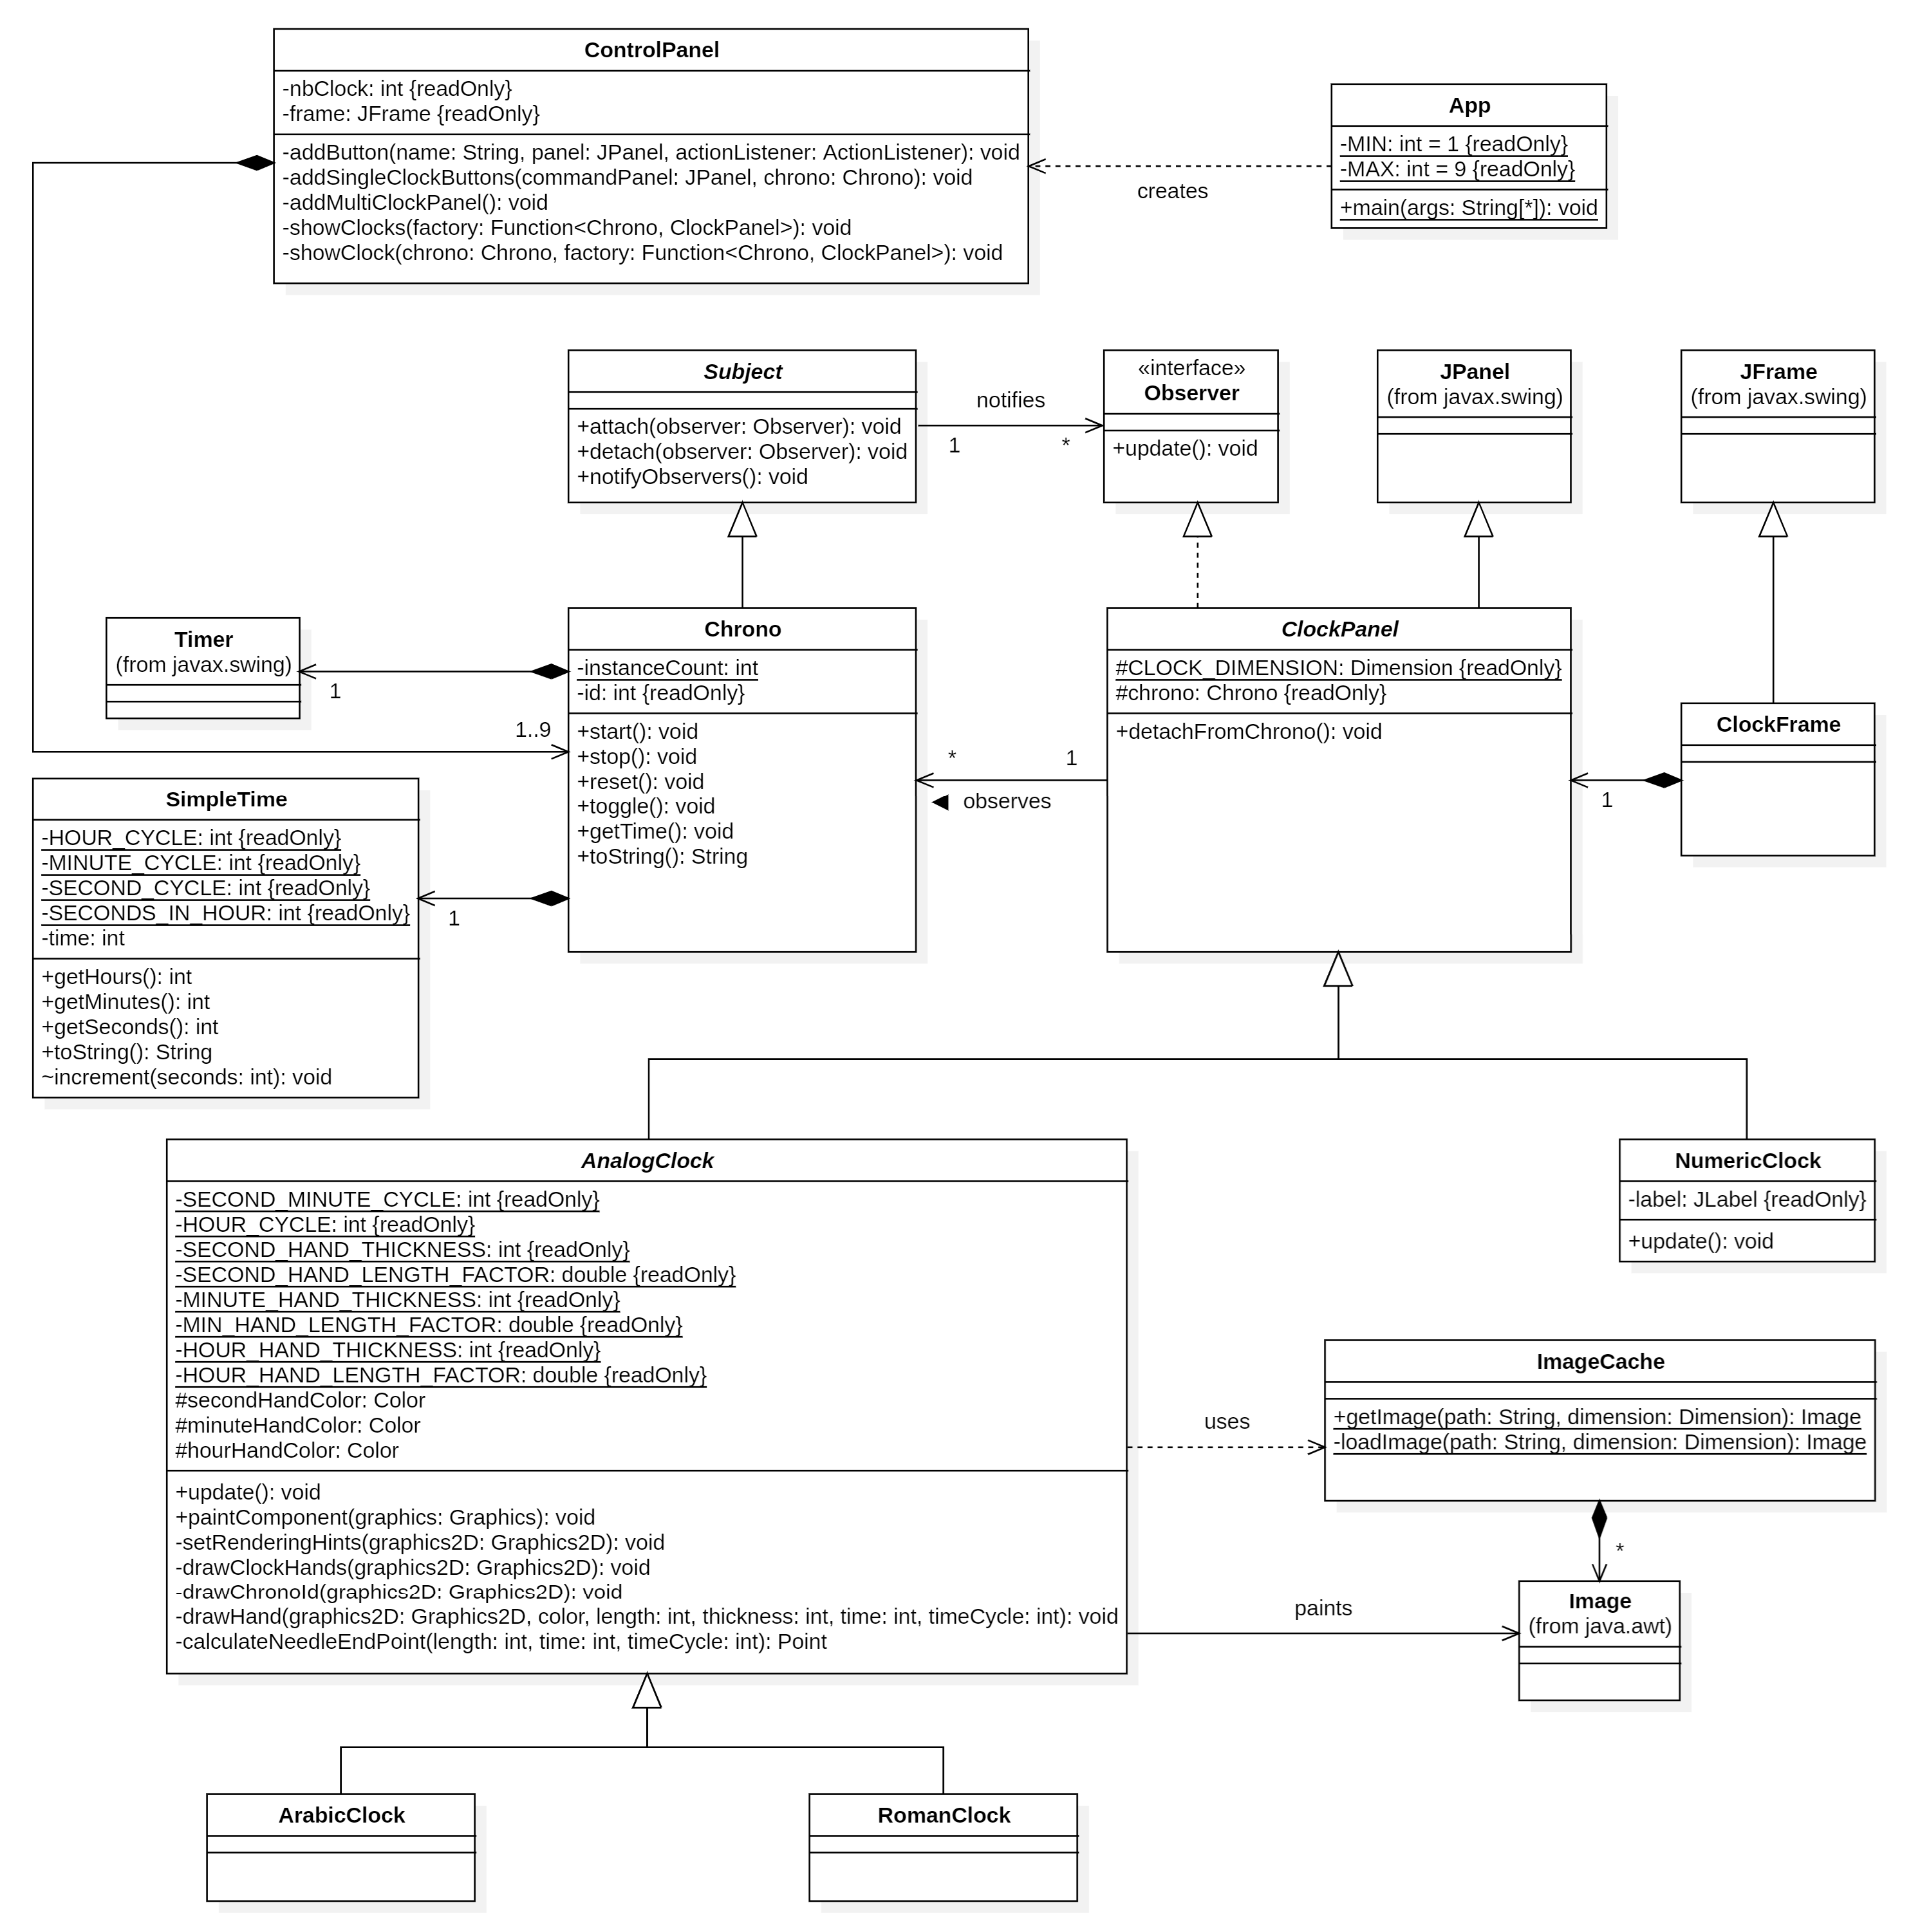 ControlPanel
-nbClock: int {readOnly}
-frame: JFrame {readOnly}
-addButton(name: String, panel: JPanel, actionListener: ActionListener): void
-addSingleClockButtons(commandPanel: JPanel, chrono: Chrono): void
-addMultiClockPanel(): void
-showClocks(factory: Function<Chrono, ClockPanel>): void
-showClock(chrono: Chrono, factory: Function<Chrono, ClockPanel>): void
creates
App
-MIN: int = 1 {readOnly}
-MAX: int = 9 {readOnly}
+main(args: String[*]): void
Subject
+attach(observer: Observer): void
+detach(observer: Observer): void
+notifyObservers(): void
notifies
1
*
«interface»
Observer
+update(): void
JPanel
(from javax.swing)
JFrame
(from javax.swing)
Timer
(from javax.swing)
1
1..9
Chrono
-instanceCount: int
-id: int {readOnly}
+start(): void
+stop(): void
+reset(): void
+toggle(): void
+getTime(): void
+toString(): String
*
1
observes
ClockPanel
#CLOCK_DIMENSION: Dimension {readOnly}
#chrono: Chrono {readOnly}
+detachFromChrono(): void
1
ClockFrame
SimpleTime
-HOUR_CYCLE: int {readOnly}
-MINUTE_CYCLE: int {readOnly}
-SECOND_CYCLE: int {readOnly}
-SECONDS_IN_HOUR: int {readOnly}
-time: int
+getHours(): int
+getMinutes(): int
+getSeconds(): int
+toString(): String
~increment(seconds: int): void
1
AnalogClock
-SECOND_MINUTE_CYCLE: int {readOnly}
-HOUR_CYCLE: int {readOnly}
-SECOND_HAND_THICKNESS: int {readOnly}
-SECOND_HAND_LENGTH_FACTOR: double {readOnly}
-MINUTE_HAND_THICKNESS: int {readOnly}
-MIN_HAND_LENGTH_FACTOR: double {readOnly}
-HOUR_HAND_THICKNESS: int {readOnly}
-HOUR_HAND_LENGTH_FACTOR: double {readOnly}
#secondHandColor: Color
#minuteHandColor: Color
#hourHandColor: Color
+update(): void
+paintComponent(graphics: Graphics): void
-setRenderingHints(graphics2D: Graphics2D): void
-drawClockHands(graphics2D: Graphics2D): void
-drawChronoId(graphics2D: Graphics2D): void
-drawHand(graphics2D: Graphics2D, color, length: int, thickness: int, time: int, timeCycle: int): void
-calculateNeedleEndPoint(length: int, time: int, timeCycle: int): Point
NumericClock
-label: JLabel {readOnly}
+update(): void
uses
ImageCache
+getImage(path: String, dimension: Dimension): Image
-loadImage(path: String, dimension: Dimension): Image
*
paints
Image
(from java.awt)
ArabicClock
RomanClock